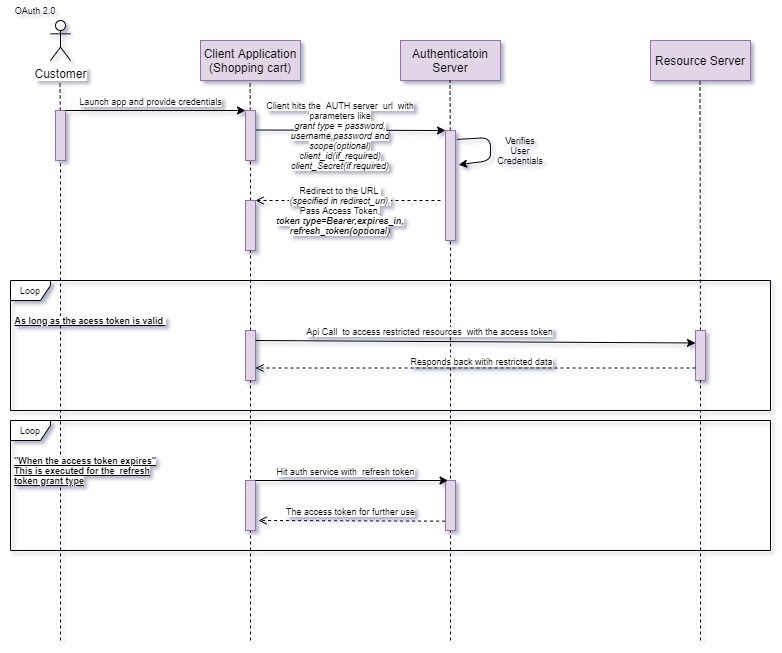 OAuth 2.0
Customer
Client Application
(Shopping cart)
Authenticatoin
Server
Resource Server
Launch app and provide credentials
Client hits the AUTH server url with
parameters like
grant type = password,
username,password and
scope(optional)
client_id(if_required)
client_Secret(if required)
Verifies
User
Credentials
Redirect to the URL
(specified in redirect_uri).
Pass Access Token,
token type=Bearer,expires_in,
refresh_token(optional)
Loop
As long as the acess token is valid
Api Call to access restricted resources with the access token
Responds back witih restricted data
Loop
"When the access token expires"
This is executed for the refresh
token grant type
Hit auth service with refresh token
The access token for further use